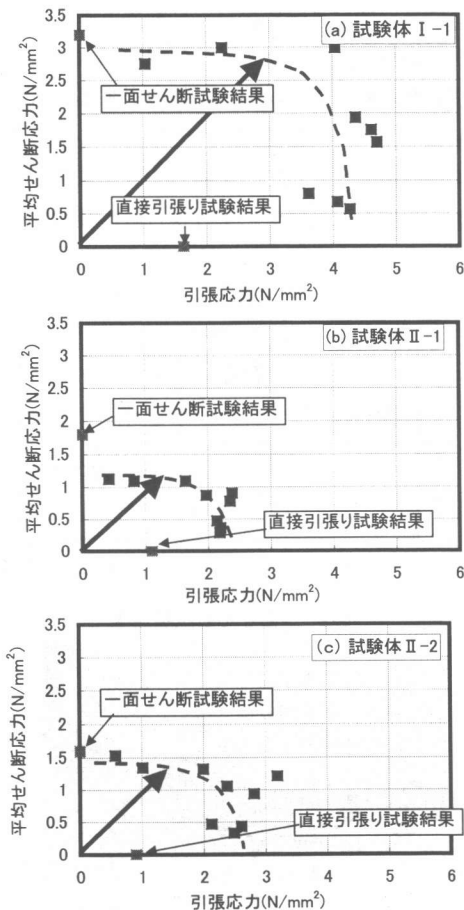 (a) 試験体Ⅰ-1
平均せん断応力(N/mm²)
3.5
3
2.5
2
1.5
1
0.5
0
一面せん断試験結果
直接引張り試験結果
0 1 2 3 4 5 6
引張応力(N/mm²)
(b) 試験体Ⅱ-1
平均せん断応力(N/mm²)
3.5
3
2.5
2
1.5
1
0.5
0
一面せん断試験結果
直接引張り試験結果
0 1 2 3 4 5 6
引張応力(N/mm²)
(c) 試験体Ⅱ-2
平均せん断応力(N/mm²)
3.5
3
2.5
2
1.5
1
0.5
0
一面せん断試験結果
直接引張り試験結果
0 1 2 3 4 5 6
引張応力(N/mm²)